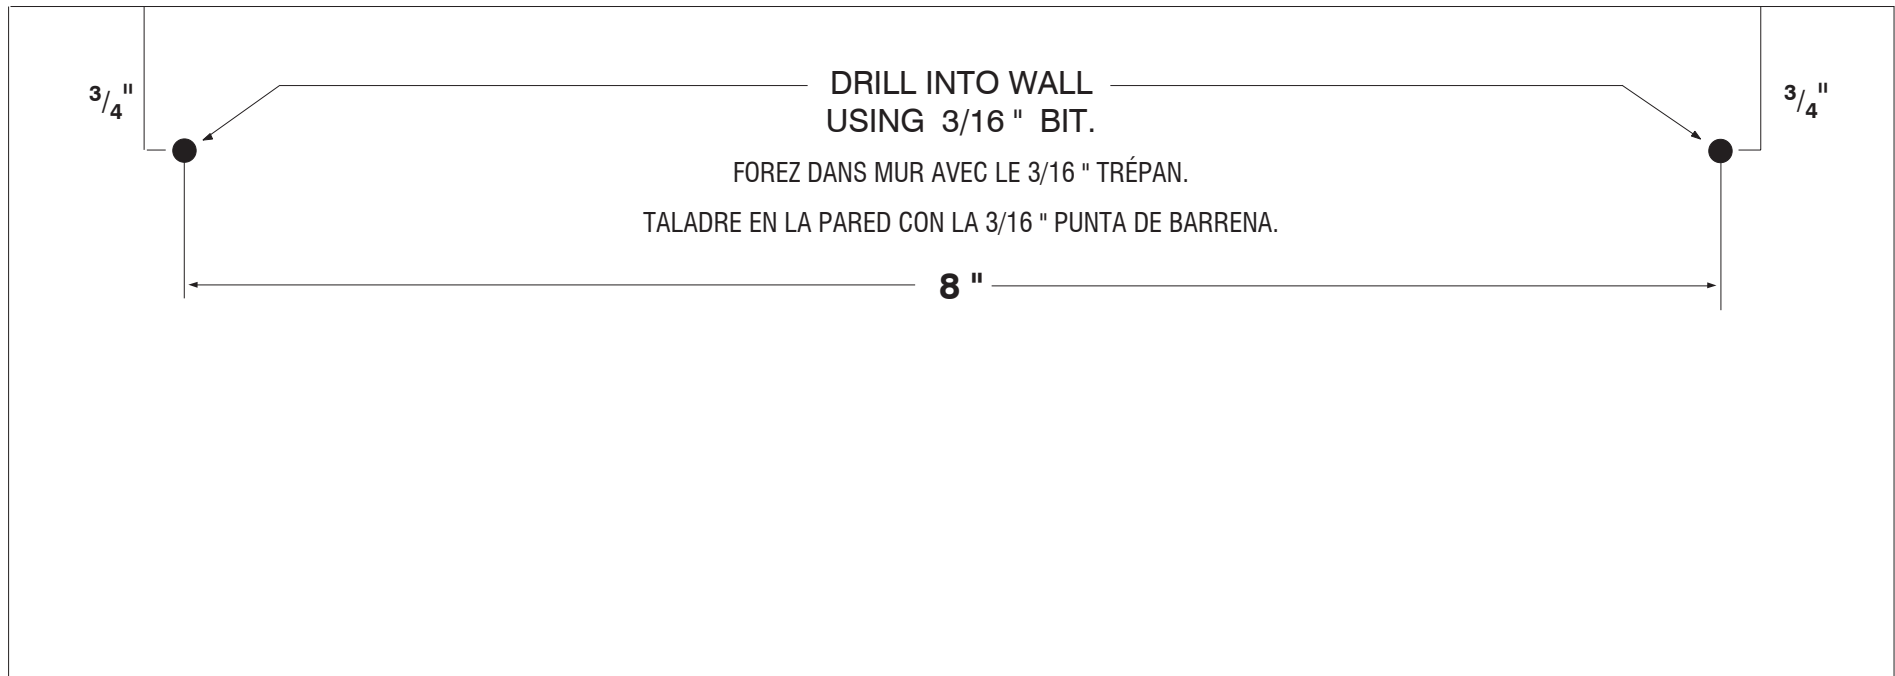 DRILL INTO WALL
3/4"
3/4"
USING 3/16 " BIT.
FOREZ DANS MUR AVEC LE 3/16 " TRÉPAN.
TALADRE EN LA PARED CON LA 3/16 " PUNTA DE BARRENA.
8 "